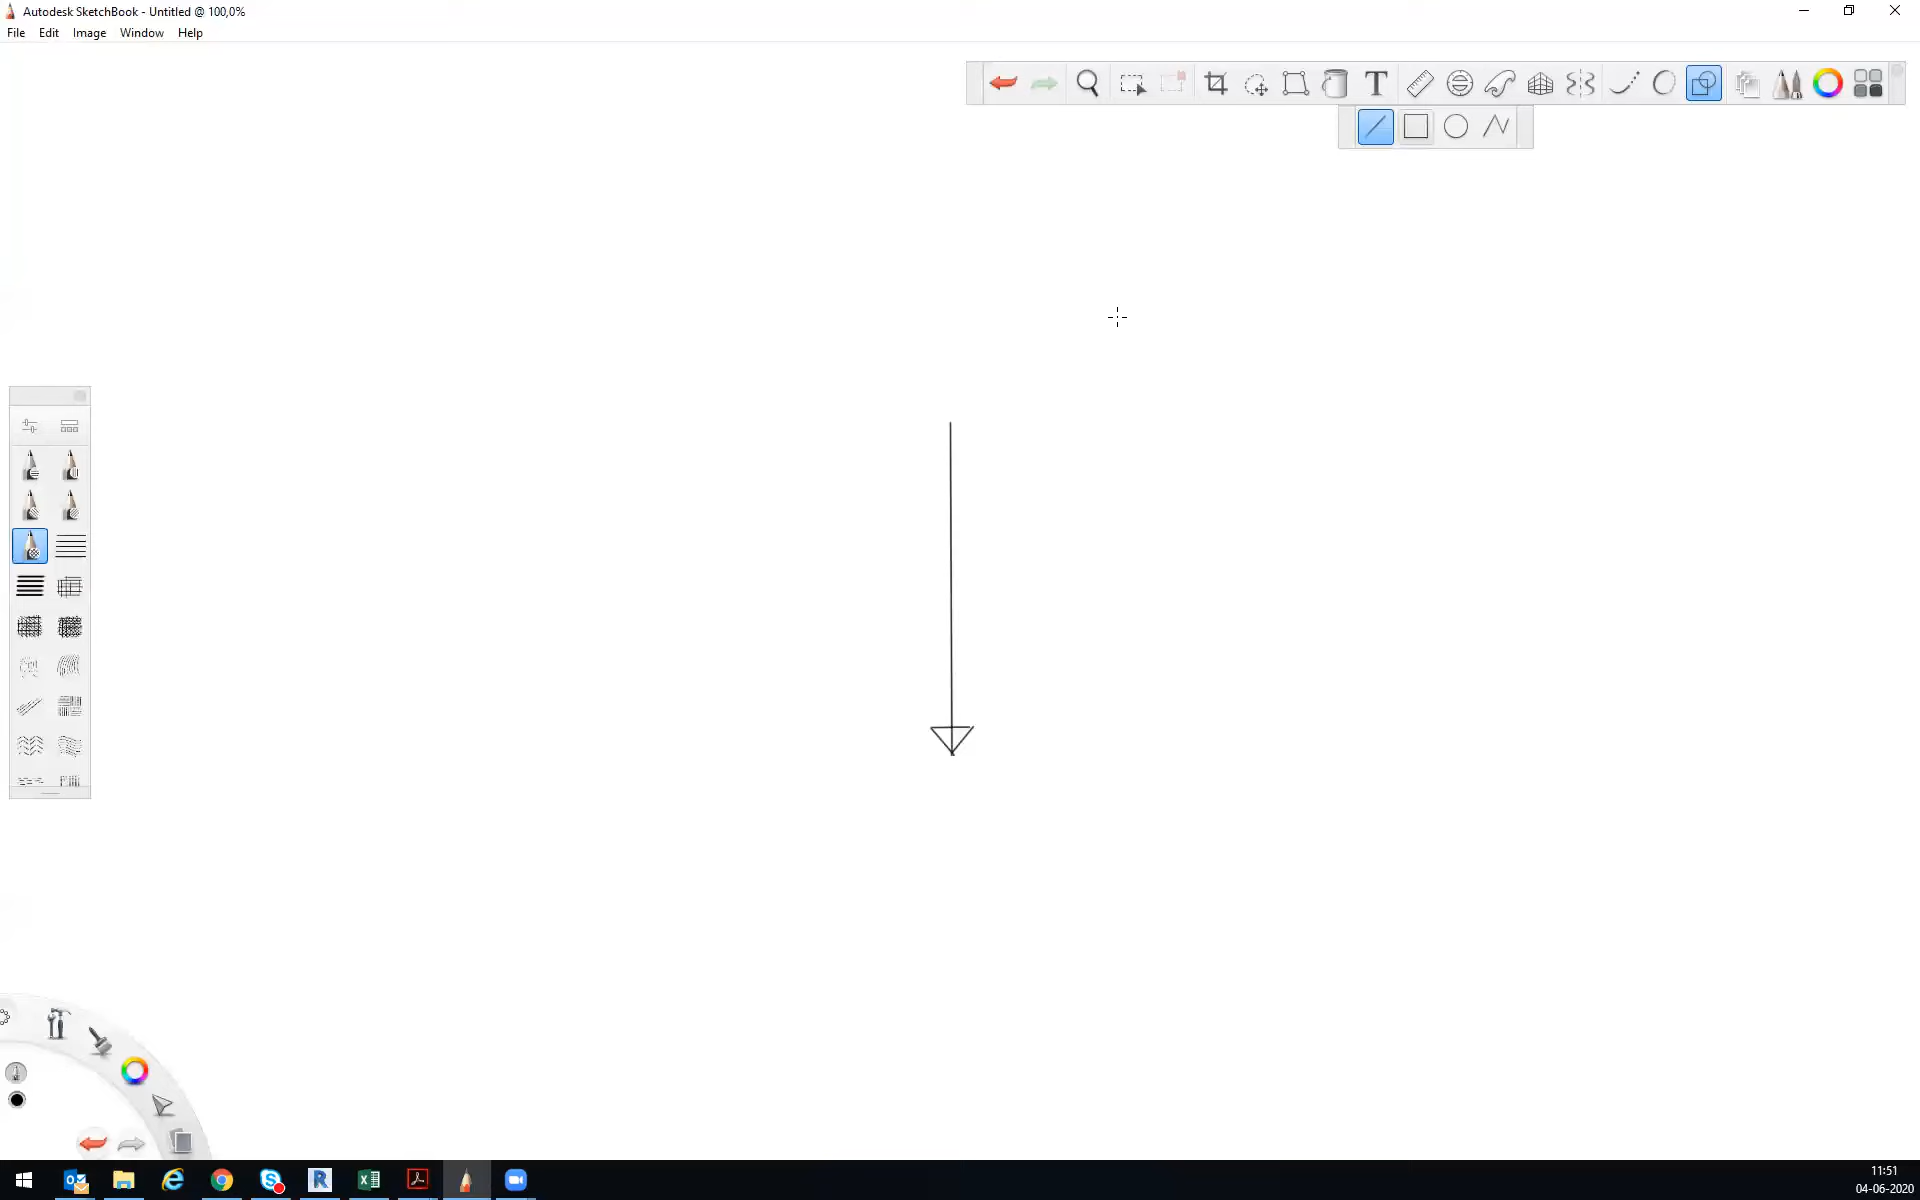 Autodesk SketchBook - Untitled @ 100,0%
File Edit Image Window Help
T
R
11:51
04-06-2020